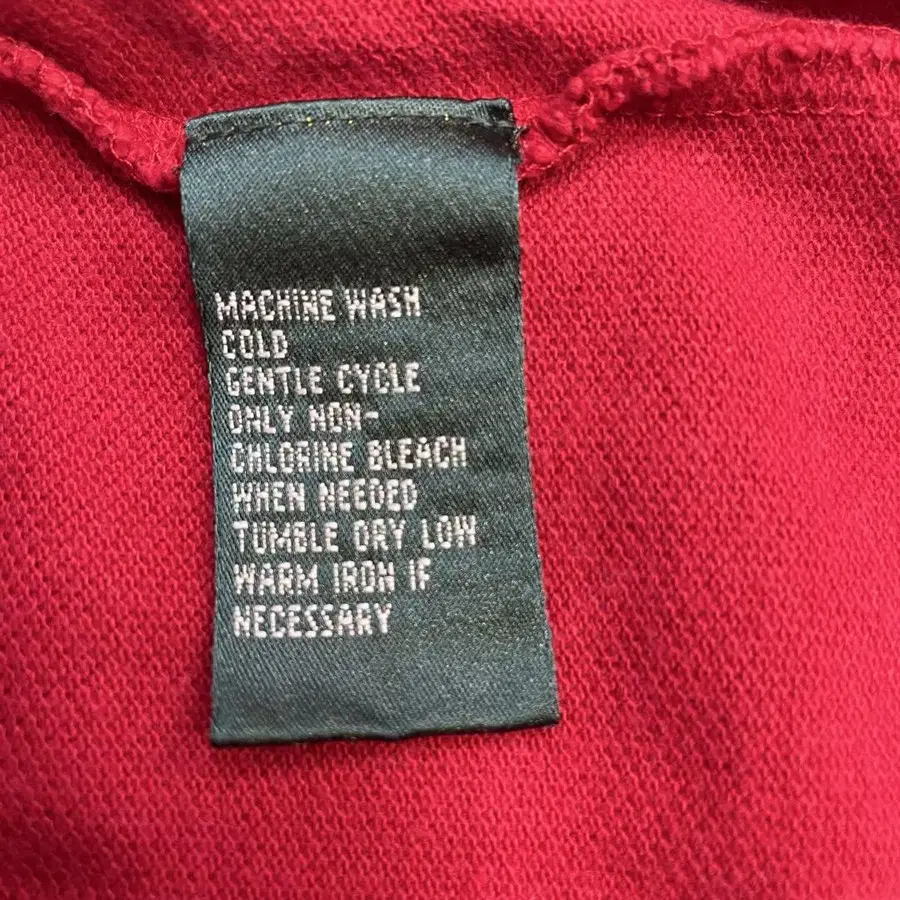 MACHINE WASH
COLD
GENTLE CYCLE
ONLY NON-
CHLORINE BLEACH
WHEN NEEDED
TUMBLE DRY LOW
WARM IRON IF
NECESSARY